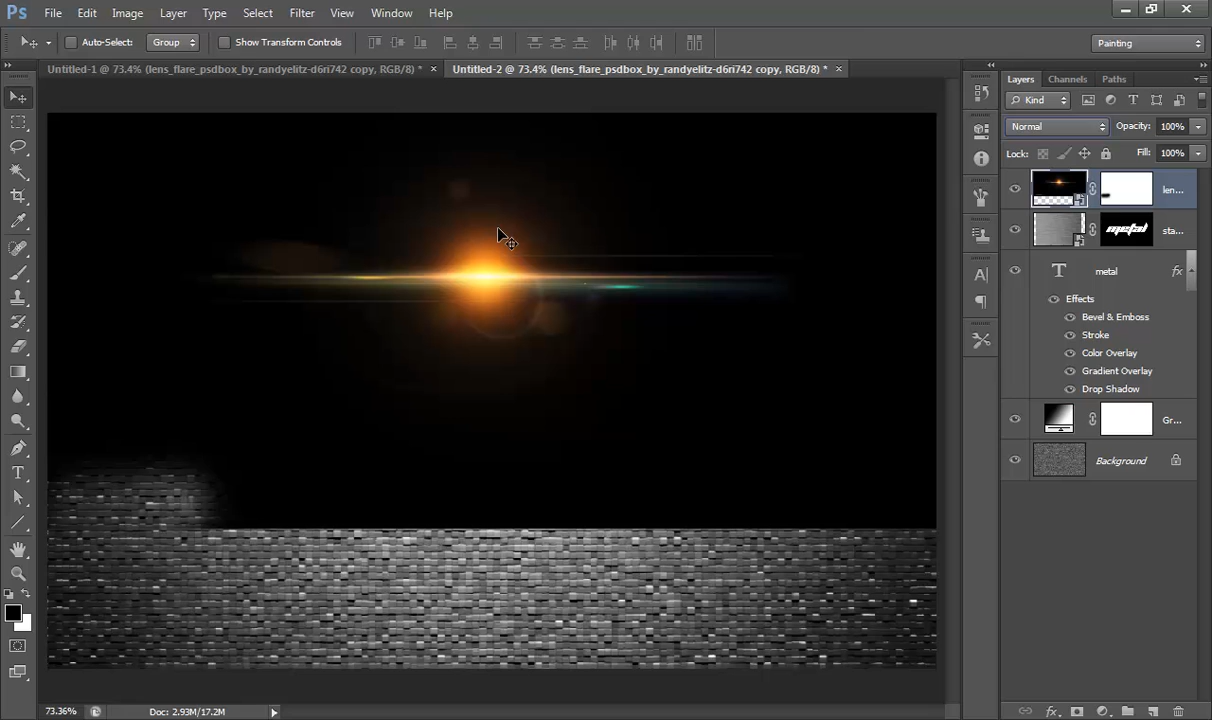 Ps File Edit Image Layer Type Select Filter View Window Help
Auto-Select: Group Show Transform Controls Painting
Untitled-1 @ 73.4% (lens_flare_psdbox_by_randyelitz-d6ri742 copy, RGB/8) * × Untitled-2 @ 73.4% (lens_flare_psdbox_by_randyelitz-d6ri742 copy, RGB/8) * ×
Layers Channels Paths
Kind
Normal Opacity: 100%
Lock: Fill: 100%
len...
metal sta...
T metal fx
Effects
Bevel & Emboss
Stroke
Color Overlay
Gradient Overlay
Drop Shadow
Gr...
Background
73.36% Doc: 2.93M/17.2M